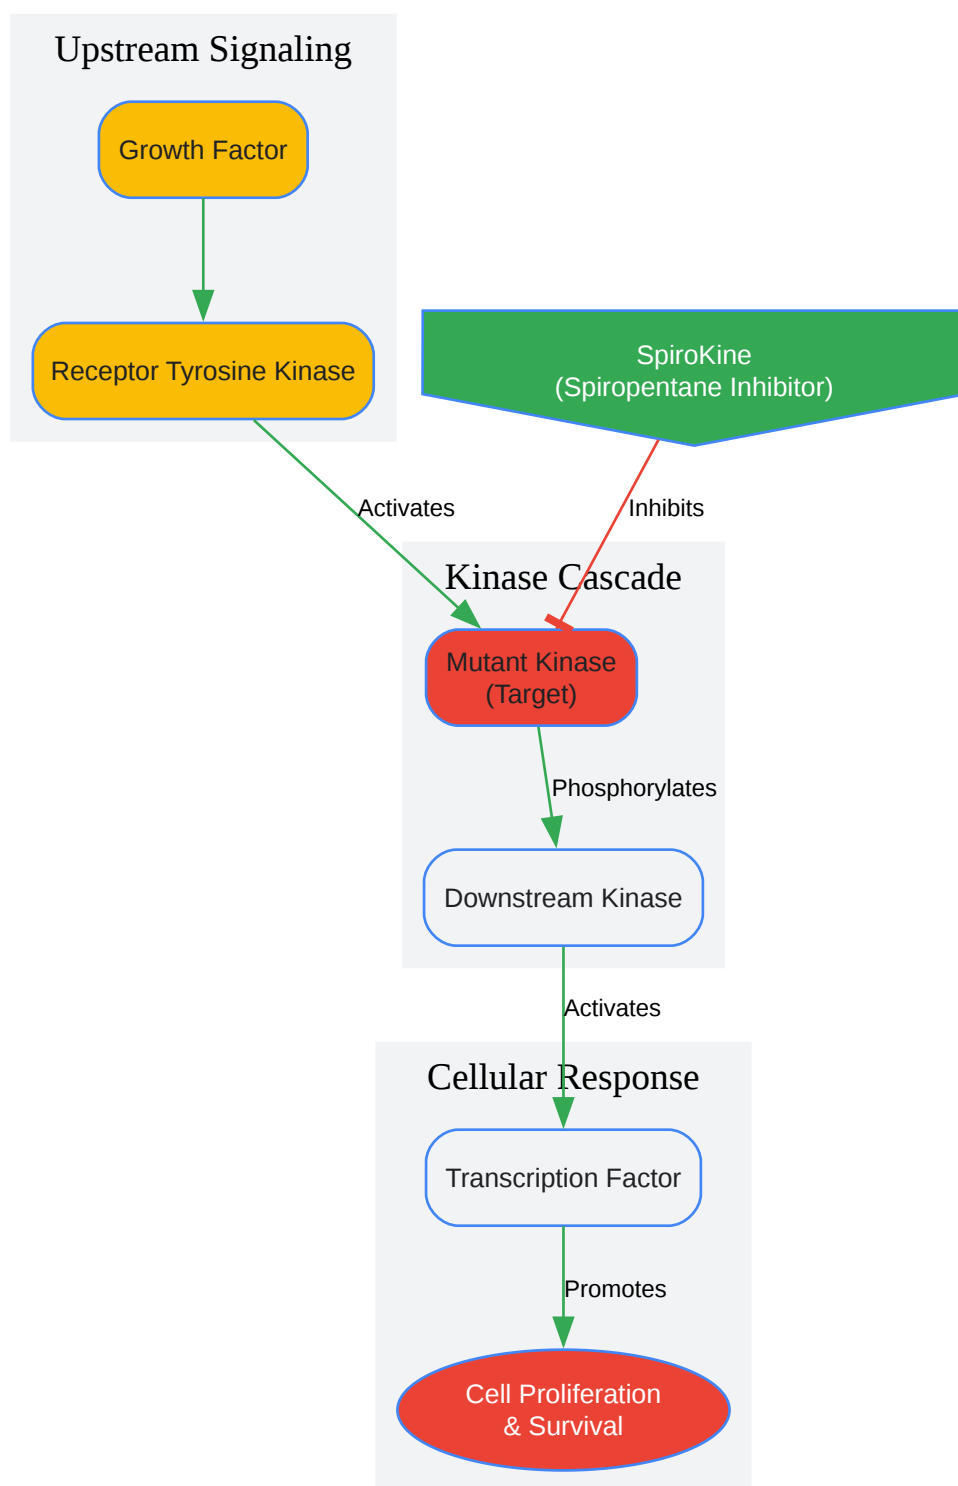 Upstream Signaling
Growth Factor
Receptor Tyrosine Kinase
SpiroKine
(Spiropentane Inhibitor)
Activates
Inhibits
Kinase Cascade
Mutant Kinase
(Target)
Phosphorylates
Downstream Kinase
Activates
Cellular Response
Transcription Factor
Promotes
Cell Proliferation
& Survival